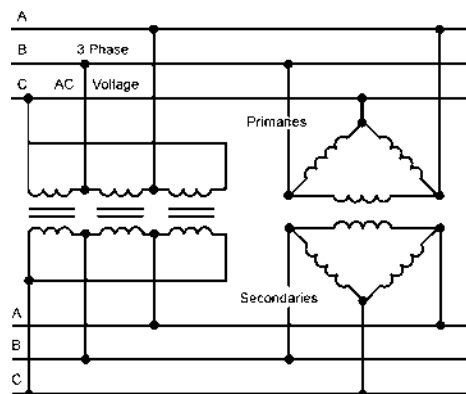 A
B 3 Phase
C AC Voltage
Primaries
Secondaries
A
B
C